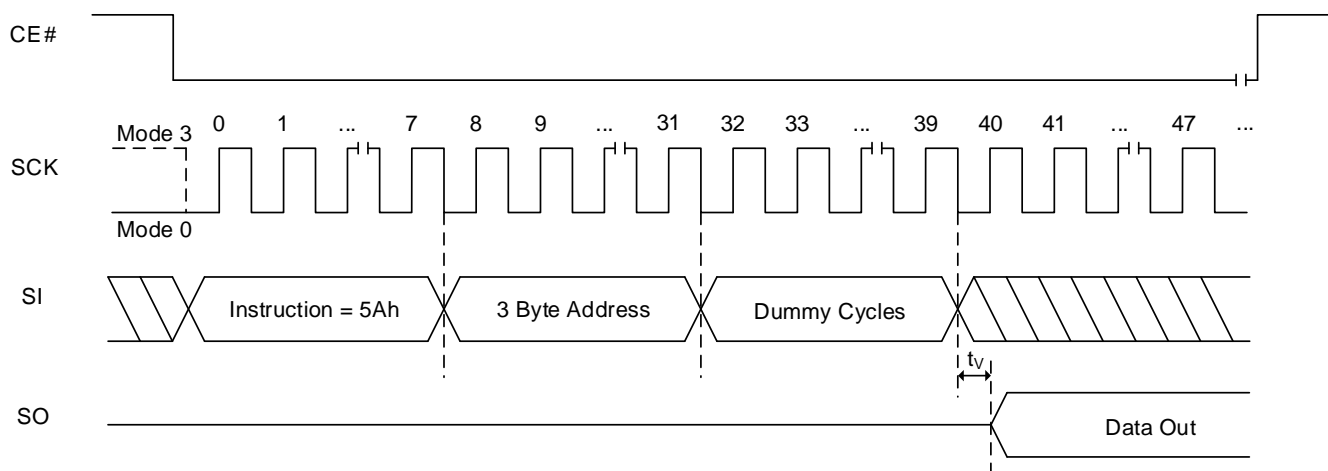 CE#
Mode 3
0 1 ... 7 8 9 ... 31 32 33 ... 39 40 41 ... 47 ...
SCK
Mode 0
SI
Instruction = 5Ah
3 Byte Address
Dummy Cycles
tV
SO
Data Out